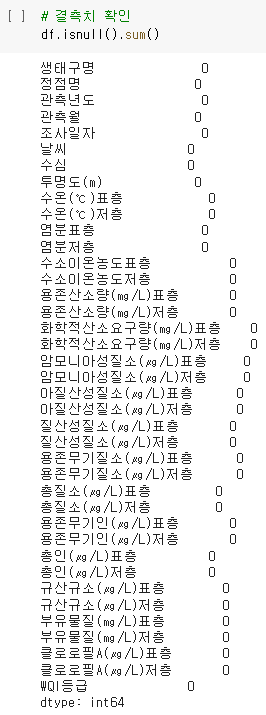 [ ] # 결측치 확인
df.isnull().sum()
생태구명 0
정점명 0
관측년도 0
관측월 0
조사일자 0
날씨 0
수심 0
투명도(m) 0
수온(℃)표층 0
수온(℃)저층 0
염분표층 0
염분저층 0
수소이온농도표층 0
수소이온농도저층 0
용존산소량(㎎/L)표층 0
용존산소량(㎎/L)저층 0
화학적산소요구량(㎎/L)표층 0
화학적산소요구량(㎎/L)저층 0
암모니아성질소(㎍/L)표층 0
암모니아성질소(㎍/L)저층 0
아질산성질소(㎍/L)표층 0
아질산성질소(㎍/L)저층 0
질산성질소(㎍/L)표층 0
질산성질소(㎍/L)저층 0
용존무기질소(㎍/L)표층 0
용존무기질소(㎍/L)저층 0
총질소(㎍/L)표층 0
총질소(㎍/L)저층 0
용존무기인(㎍/L)표층 0
용존무기인(㎍/L)저층 0
총인(㎍/L)표층 0
총인(㎍/L)저층 0
규산규소(㎍/L)표층 0
규산규소(㎍/L)저층 0
부유물질(㎎/L)표층 0
부유물질(㎎/L)저층 0
클로로필A(㎍/L)표층 0
클로로필A(㎍/L)저층 0
WQI등급 0
dtype: int64